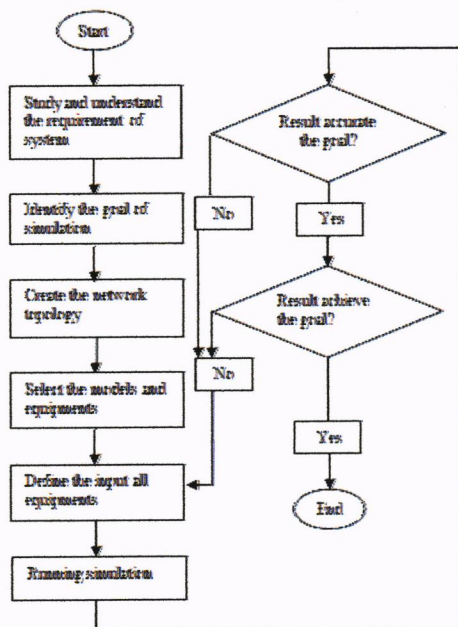 Start
Study and understand
the requirement of
system
Identify the goal of
simulation
Create the network
topology
Select the models and
equipments
Define the input all
equipments
Running simulation
Result accurate
the goal?
No
Yes
Result achieve
the goal?
No
Yes
End